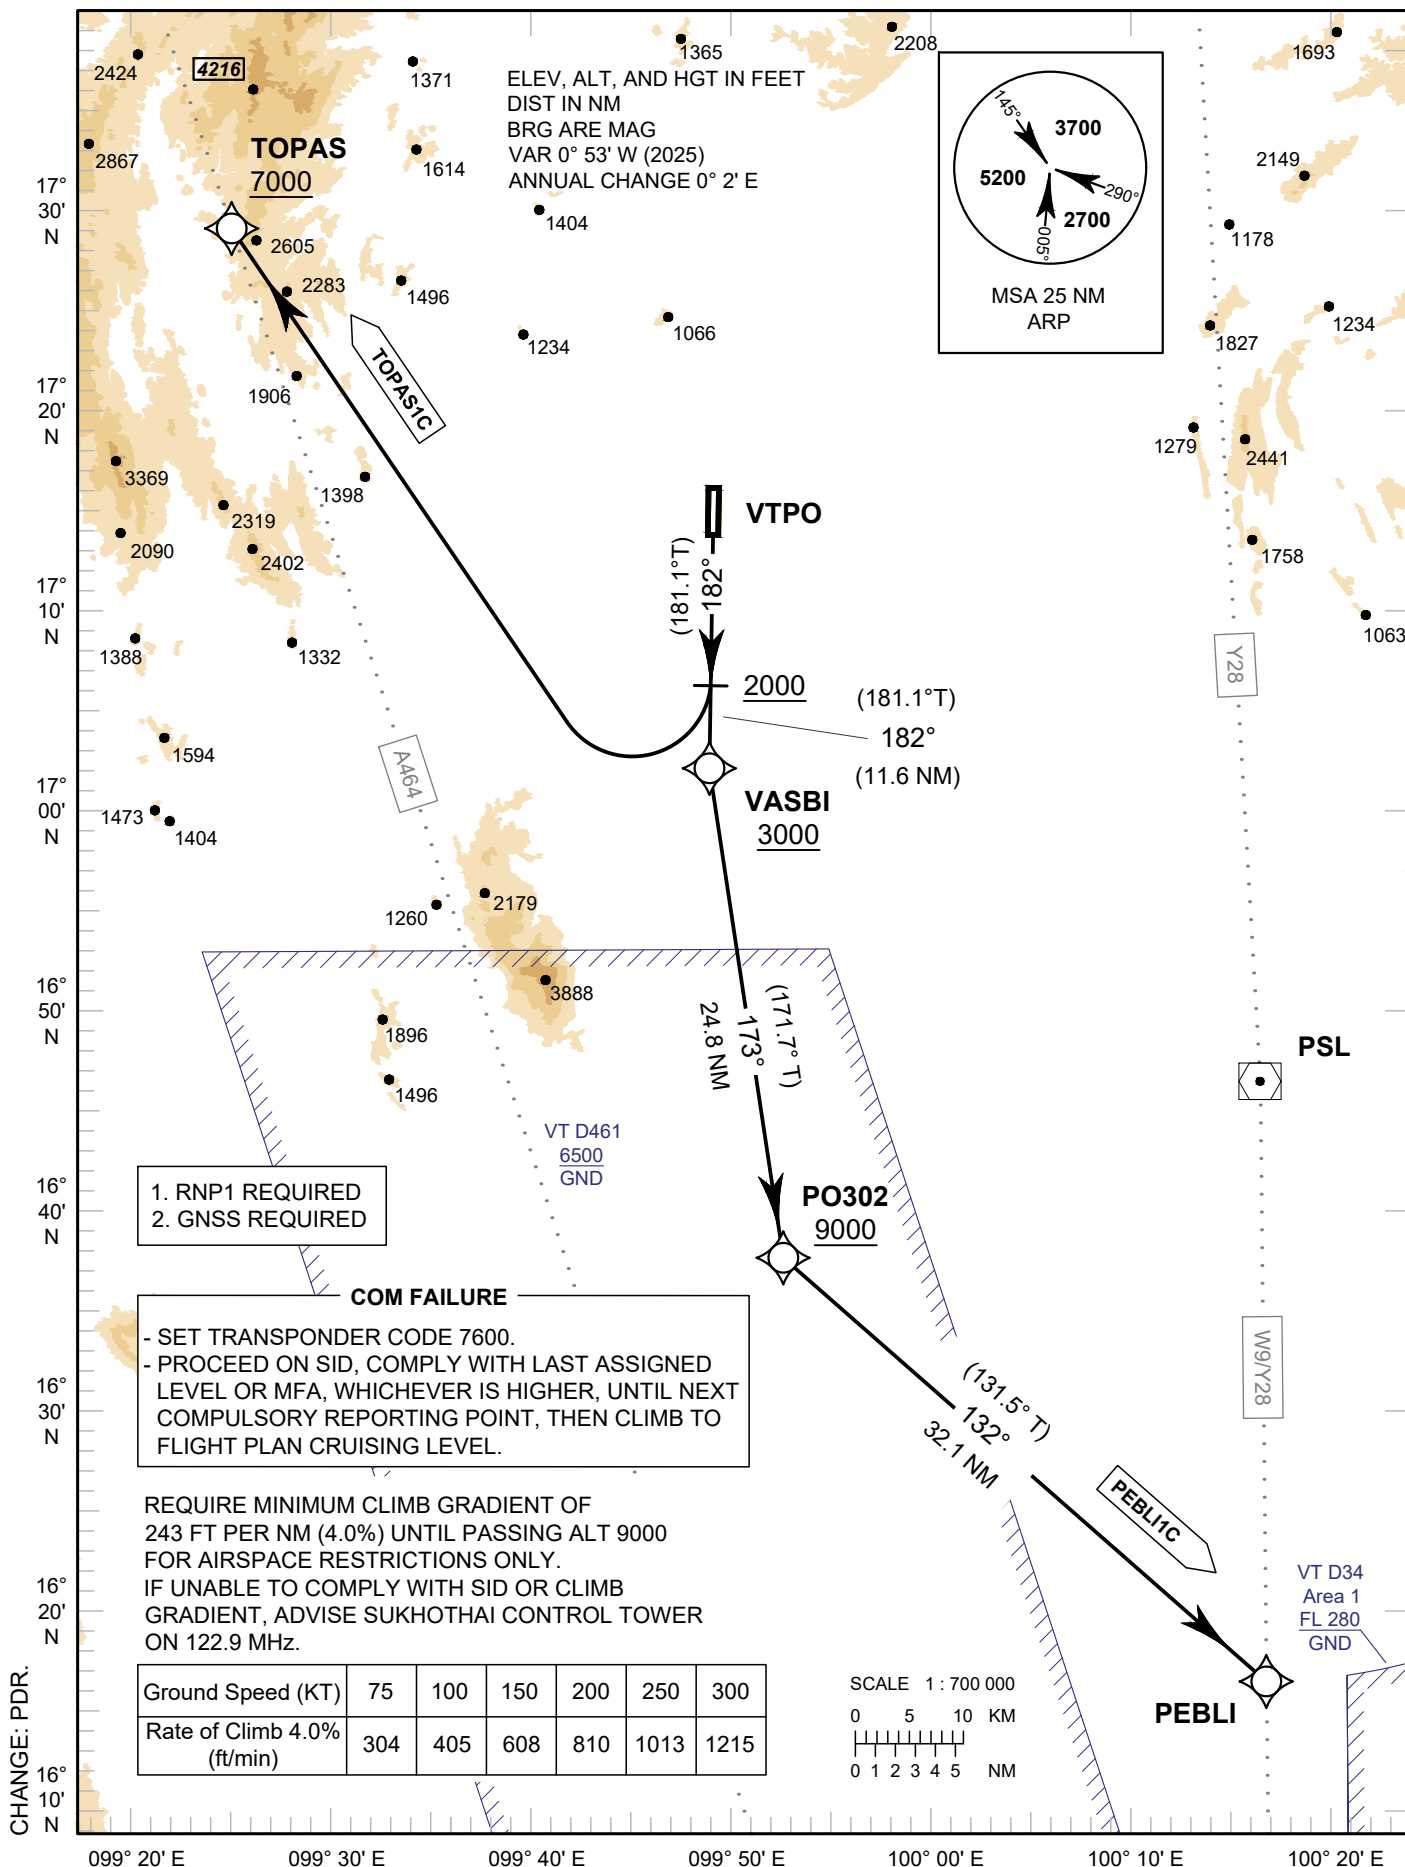 2424
4216
1371
1365
2208
1693
ELEV, ALT, AND HGT IN FEET
DIST IN NM
BRG ARE MAG
VAR 0° 53' W (2025)
ANNUAL CHANGE 0° 2' E
145°
3700
5200
290°
2700
005°
MSA 25 NM
ARP
2867
TOPAS
7000
1614
2149
17°
30'
N
1404
1178
2605
2283
1496
1234
1066
1827
1234
TOPAS1C
1906
17°
20'
N
1279
2441
3369
1398
VTPO
2319
2090
2402
1758
(181.1°T)
182°
17°
10'
N
1388
1332
1063
Y28
2000
(181.1°T)
182°
(11.6 NM)
1594
A464
17°
00'
N
VASBI
3000
1473
1404
1260
2179
16°
50'
N
3888
1896
(171.7° T)
173°
24.8 NM
PSL
1496
VT D461
6500
GND
1. RNP1 REQUIRED
2. GNSS REQUIRED
16°
40'
N
PO302
9000
COM FAILURE
- SET TRANSPONDER CODE 7600.
- PROCEED ON SID, COMPLY WITH LAST ASSIGNED
LEVEL OR MFA, WHICHEVER IS HIGHER, UNTIL NEXT
COMPULSORY REPORTING POINT, THEN CLIMB TO
FLIGHT PLAN CRUISING LEVEL.
W9/Y28
16°
30'
N
(131.5° T)
132°
32.1 NM
PEBLI1C
REQUIRE MINIMUM CLIMB GRADIENT OF
243 FT PER NM (4.0%) UNTIL PASSING ALT 9000
FOR AIRSPACE RESTRICTIONS ONLY.
IF UNABLE TO COMPLY WITH SID OR CLIMB
GRADIENT, ADVISE SUKHOTHAI CONTROL TOWER
ON 122.9 MHz.
16°
20'
N
VT D34
Area 1
FL 280
GND
Ground Speed (KT) 75 100 150 200 250 300
Rate of Climb 4.0% (ft/min) 304 405 608 810 1013 1215
SCALE 1 : 700 000
0 5 10 KM
0 1 2 3 4 5 NM
PEBLI
16°
10'
N
CHANGE: PDR.
099° 20' E 099° 30' E 099° 40' E 099° 50' E 100° 00' E 100° 10' E 100° 20' E